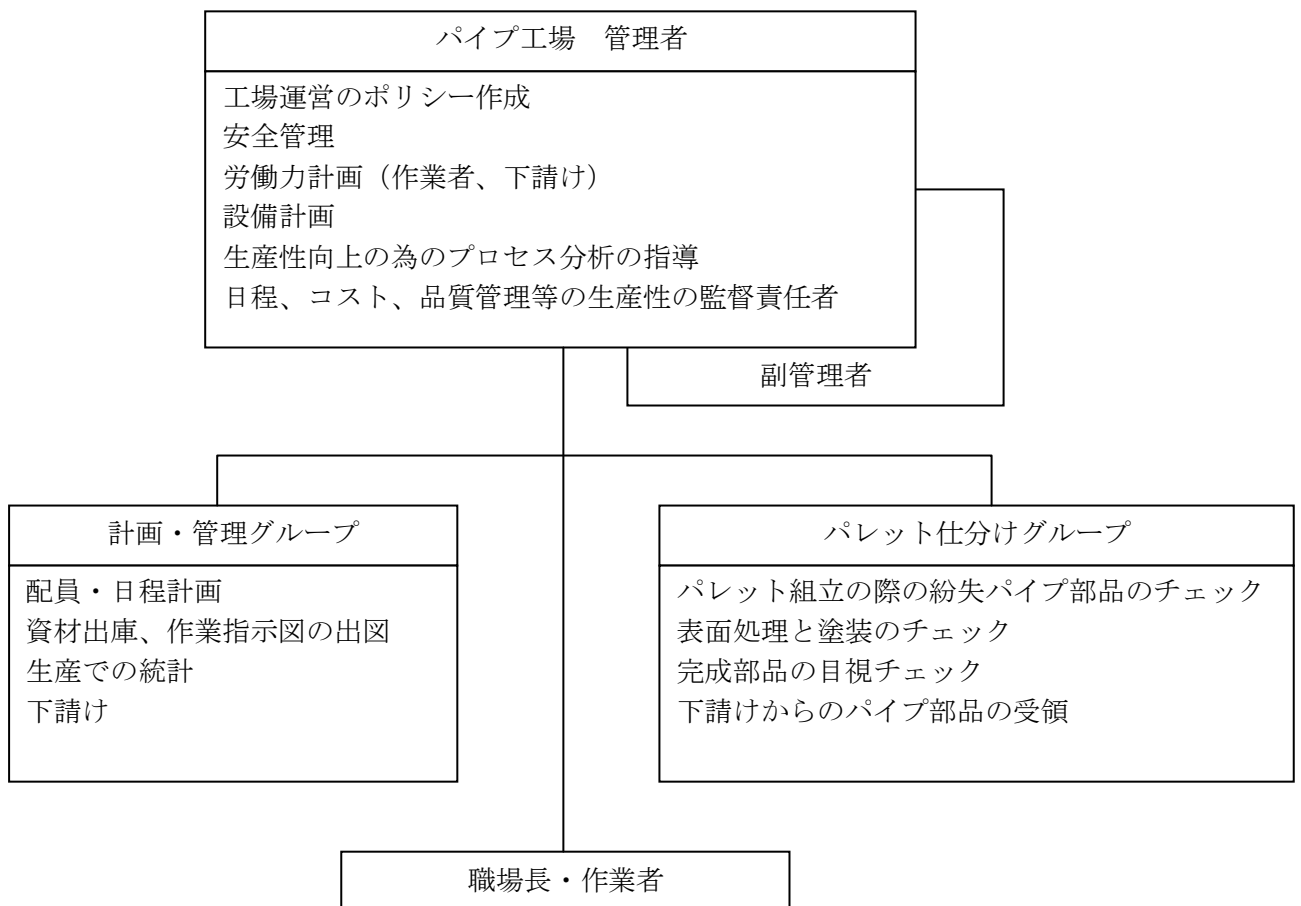 パイプ工場　管理者
工場運営のポリシー作成
安全管理
労働力計画（作業者、下請け）
設備計画
生産性向上の為のプロセス分析の指導
日程、コスト、品質管理等の生産性の監督責任者
副管理者
計画・管理グループ
配員・日程計画
資材出庫、作業指示図の出図
生産での統計
下請け
パレット仕分けグループ
パレット組立の際の紛失パイプ部品のチェック
表面処理と塗装のチェック
完成部品の目視チェック
下請けからのパイプ部品の受領
職場長・作業者